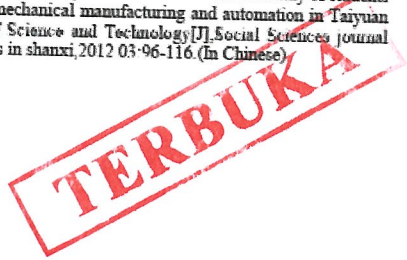 mechanical manufacturing and automation in Taiyuan
f Science and Technology[J],Social Sciences journal
s in shanxi,2012 03:96-116.(In Chinese)
TERBUKA